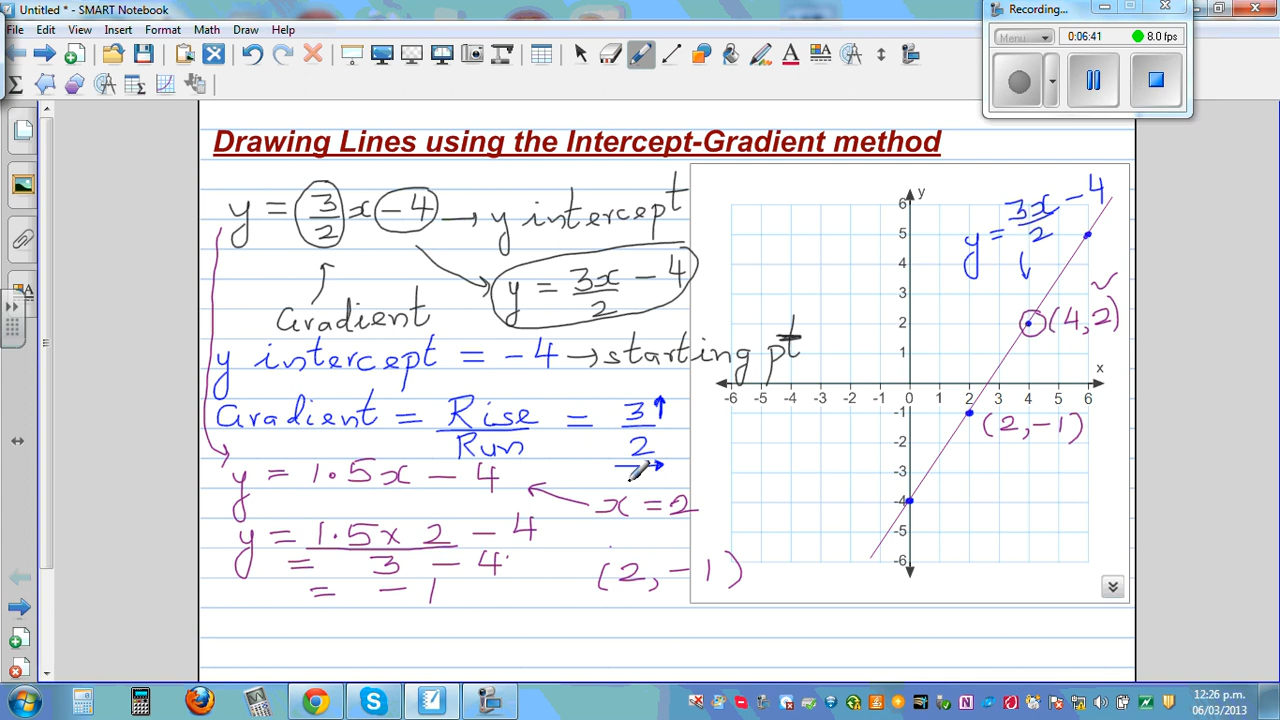 Untitled * - SMART Notebook
Recording...
File Edit View Insert Format Math Draw Help
Menu
0:06:41
8.0 fps
Drawing Lines using the Intercept-Gradient method
y = 3/2 x - 4 → y intercept
y = 3x/2 - 4
Gradient
y intercept = - 4 → starting pt
Gradient = Rise/Run = 3/2
y = 1.5x - 4
x = 2
y = 1.5 x 2 - 4
= 3 - 4
= - 1
(2, -1)
y
y = 3x/2 - 4
6
5
4
3
2
1
(4, 2)
x
-6 -5 -4 -3 -2 -1 0 1 2 3 4 5 6
-1
-2
-3
-4
-5
-6
(2, -1)
12:26 p.m.
06/03/2013